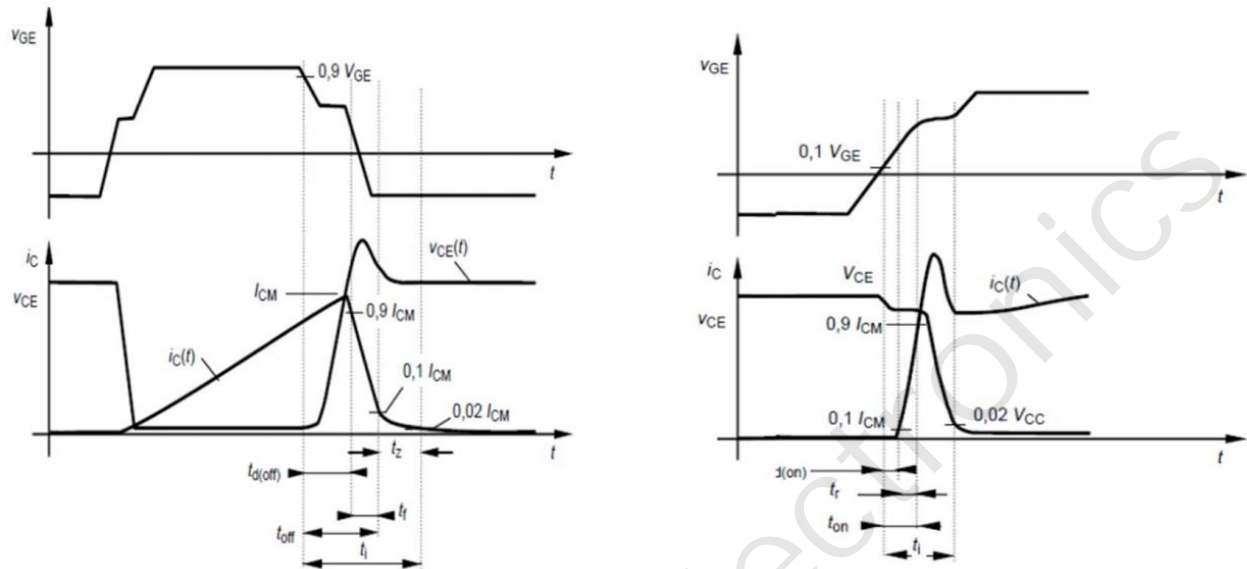 vGE
0,9 VGE
t
iC
vCE
vCE(t)
ICM
0,9 ICM
iC(t)
0,1 ICM
0,02 ICM
t
tz
td(off)
tf
toff
ti
vGE
0,1 VGE
t
iC
VCE
iC(t)
vCE
0,9 ICM
0,1 ICM
0,02 VCC
t
d(on)
tr
ton
ti
ectronics